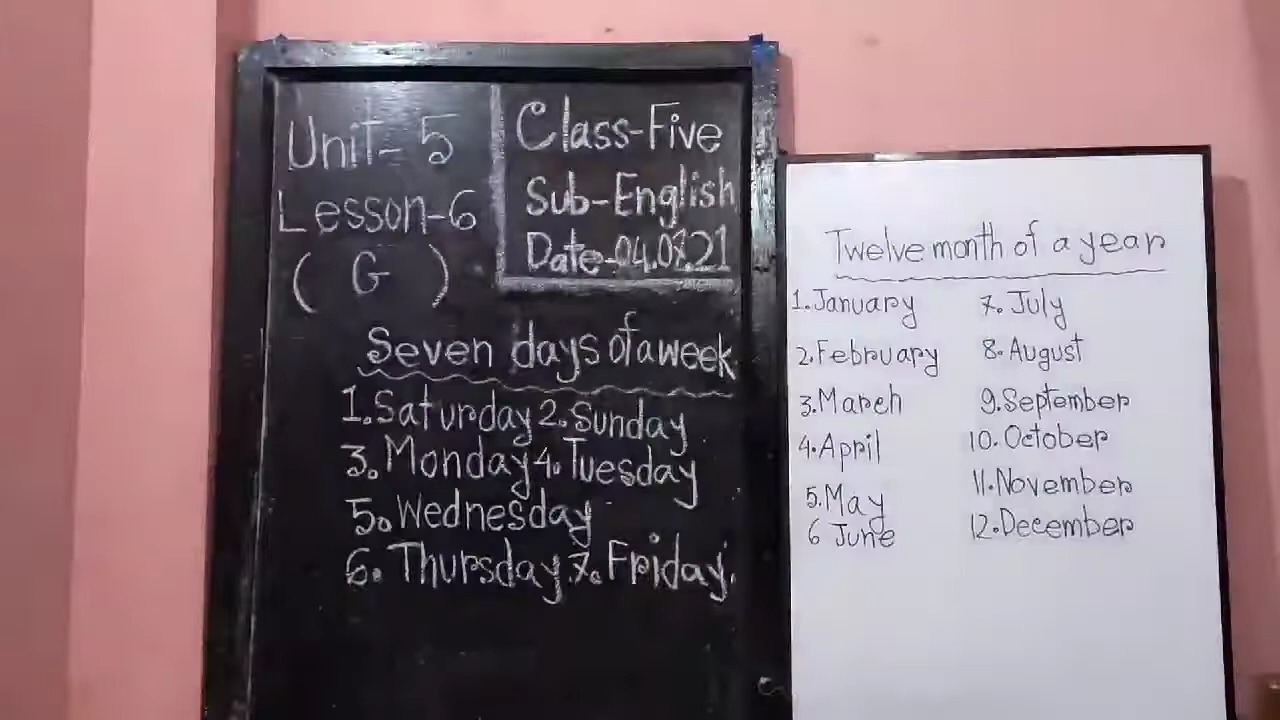 Unit- 5
Lesson-6
( G )
Class-Five
Sub-English
Date-04.07.21
Seven days of a week
1.Saturday 2.Sunday
3.Monday 4.Tuesday
5.Wednesday
6.Thursday 7.Friday.
Twelve month of a year
1.January
2.February
3.March
4.April
5.May
6 June
7.July
8.August
9.September
10.October
11.November
12.December